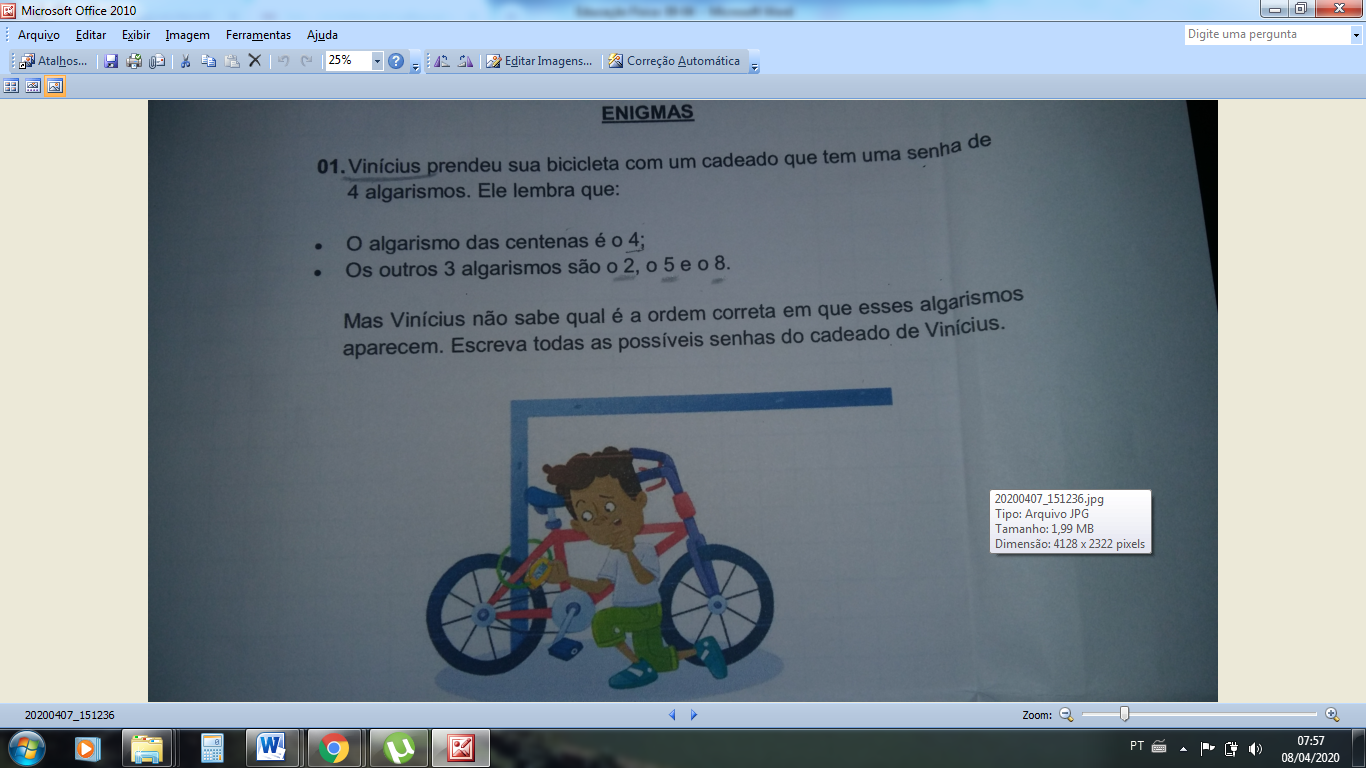 Microsoft Office 2010
Arquivo Editar Exibir Imagem Ferramentas Ajuda
Digite uma pergunta
Atalhos... 25% Editar Imagens... Correção Automática
ENIGMAS
01. Vinícius prendeu sua bicicleta com um cadeado que tem uma senha de
4 algarismos. Ele lembra que:
• O algarismo das centenas é o 4;
• Os outros 3 algarismos são o 2, o 5 e o 8.
Mas Vinícius não sabe qual é a ordem correta em que esses algarismos
aparecem. Escreva todas as possíveis senhas do cadeado de Vinícius.
20200407_151236.jpg
Tipo: Arquivo JPG
Tamanho: 1,99 MB
Dimensão: 4128 x 2322 pixels
20200407_151236
Zoom:
PT
07:57
08/04/2020